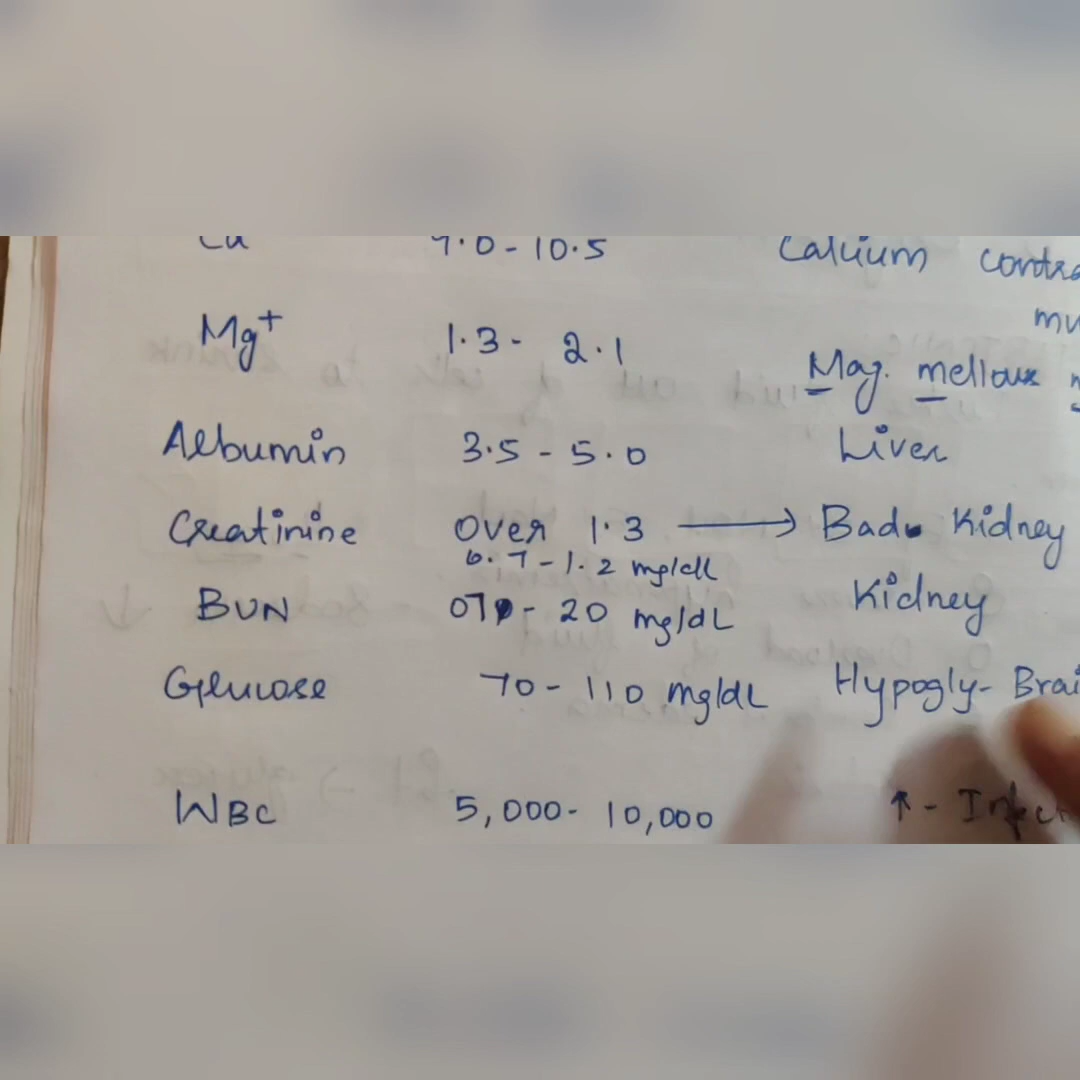 Ca 9.0 - 10.5 Calcium
Mg+ 1.3 - 2.1 Mag. mellows
Albumin 3.5 - 5.0 Liver
Creatinine Over 1.3 → Bad Kidney
0.7 - 1.2 mg/dL
BUN 07 - 20 mg/dL Kidney
Glucose 70 - 110 mg/dL Hypogly- Brai
WBC 5,000 - 10,000 ↑ - Infec